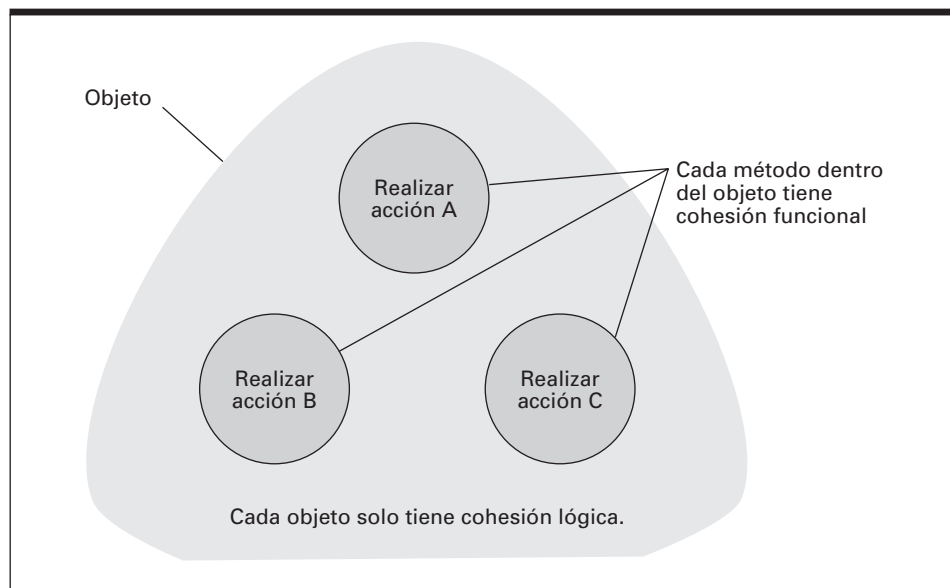 Objeto
Realizar
acción A
Cada método dentro
del objeto tiene
cohesión funcional
Realizar
acción B
Realizar
acción C
Cada objeto solo tiene cohesión lógica.